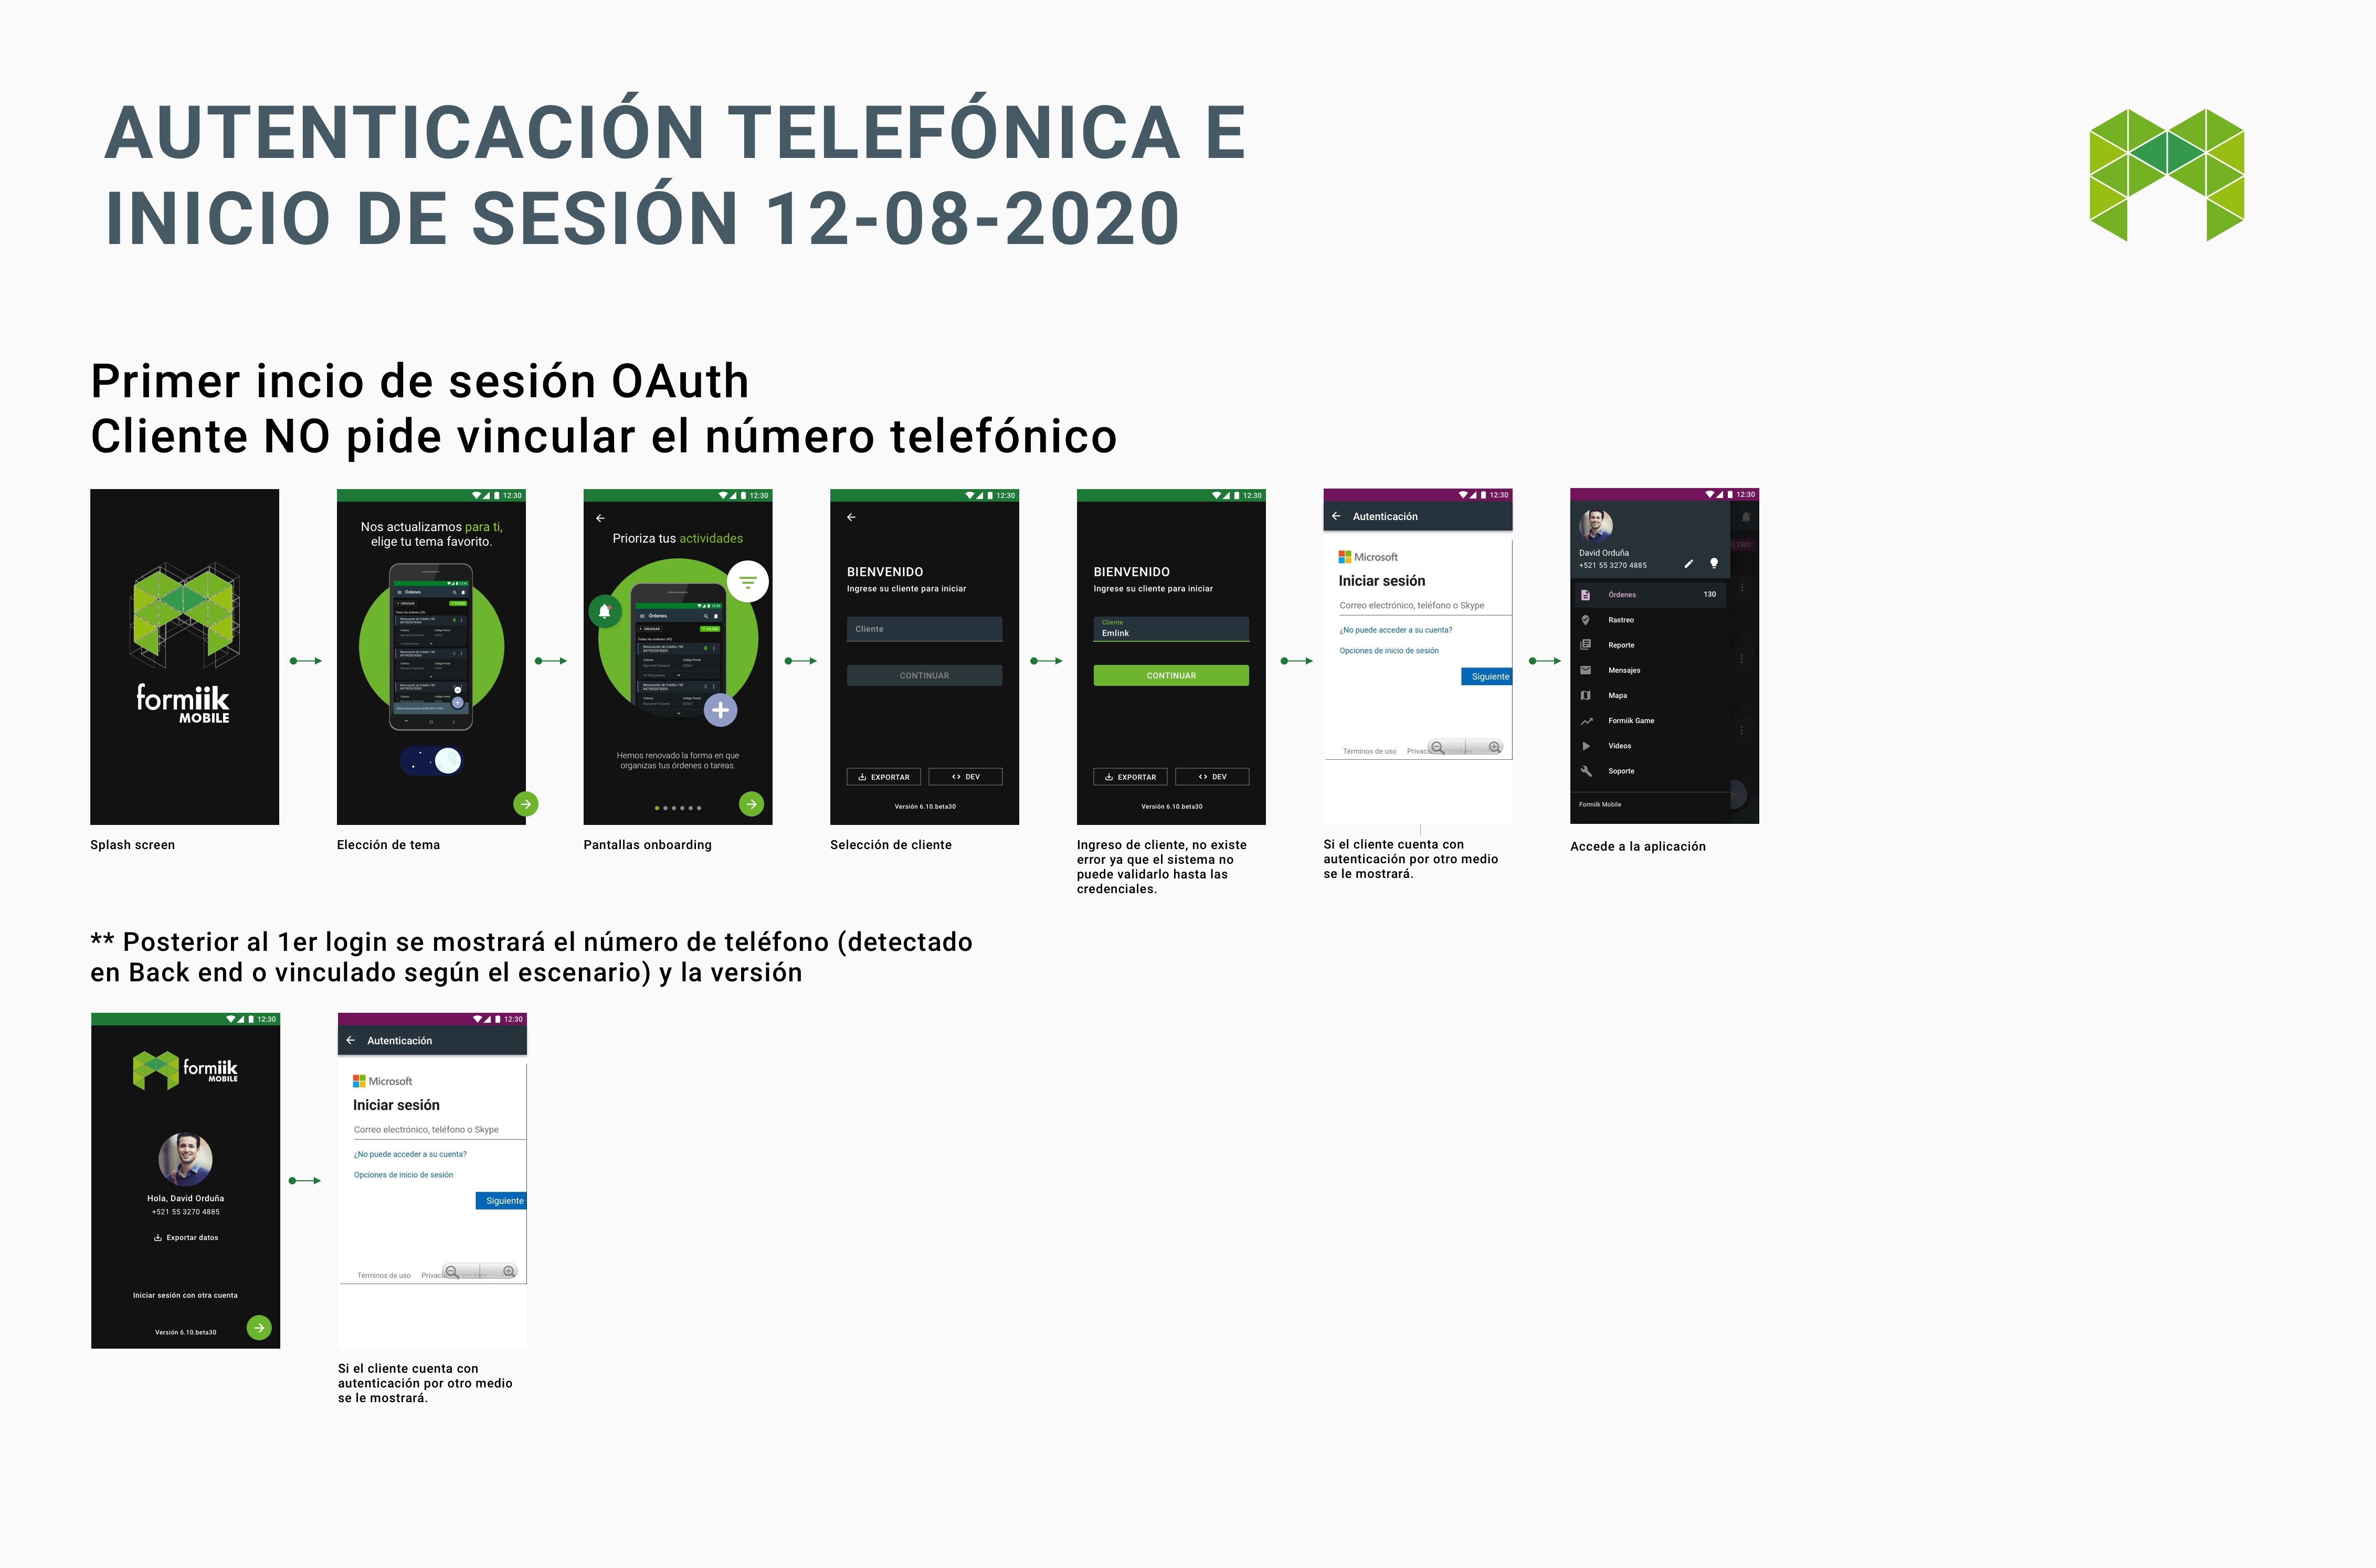 AUTENTICACIÓN TELEFÓNICA E
INICIO DE SESIÓN 12-08-2020
Primer incio de sesión OAuth
Cliente NO pide vincular el número telefónico
formiik
MOBILE
Splash screen
12:30
Nos actualizamos para ti,
elige tu tema favorito.
Órdenes
ORDENAR
Elección de tema
12:30
Prioriza tus actividades
Órdenes
ORDENAR
Hemos renovado la forma en que
organizas tus órdenes o tareas.
Pantallas onboarding
12:30
BIENVENIDO
Ingrese su cliente para iniciar
Cliente
CONTINUAR
EXPORTAR
<> DEV
Versión 6.10.beta30
Selección de cliente
12:30
BIENVENIDO
Ingrese su cliente para iniciar
Cliente
Emlink
CONTINUAR
EXPORTAR
<> DEV
Versión 6.10.beta30
Ingreso de cliente, no existe
error ya que el sistema no
puede validarlo hasta las
credenciales.
12:30
Autenticación
Microsoft
Iniciar sesión
Correo electrónico, teléfono o Skype
¿No puede acceder a su cuenta?
Opciones de inicio de sesión
Siguiente
Términos de uso
Si el cliente cuenta con
autenticación por otro medio
se le mostrará.
12:30
David Orduña
+521 55 3270 4885
Órdenes 130
Rastreo
Reporte
Mensajes
Mapa
Formiik Game
Videos
Soporte
Formiik Mobile
Accede a la aplicación
** Posterior al 1er login se mostrará el número de teléfono (detectado
en Back end o vinculado según el escenario) y la versión
12:30
formiik
MOBILE
Hola, David Orduña
+521 55 3270 4885
Exportar datos
Iniciar sesión con otra cuenta
Versión 6.10.beta30
12:30
Autenticación
Microsoft
Iniciar sesión
Correo electrónico, teléfono o Skype
¿No puede acceder a su cuenta?
Opciones de inicio de sesión
Siguiente
Términos de uso
Si el cliente cuenta con
autenticación por otro medio
se le mostrará.